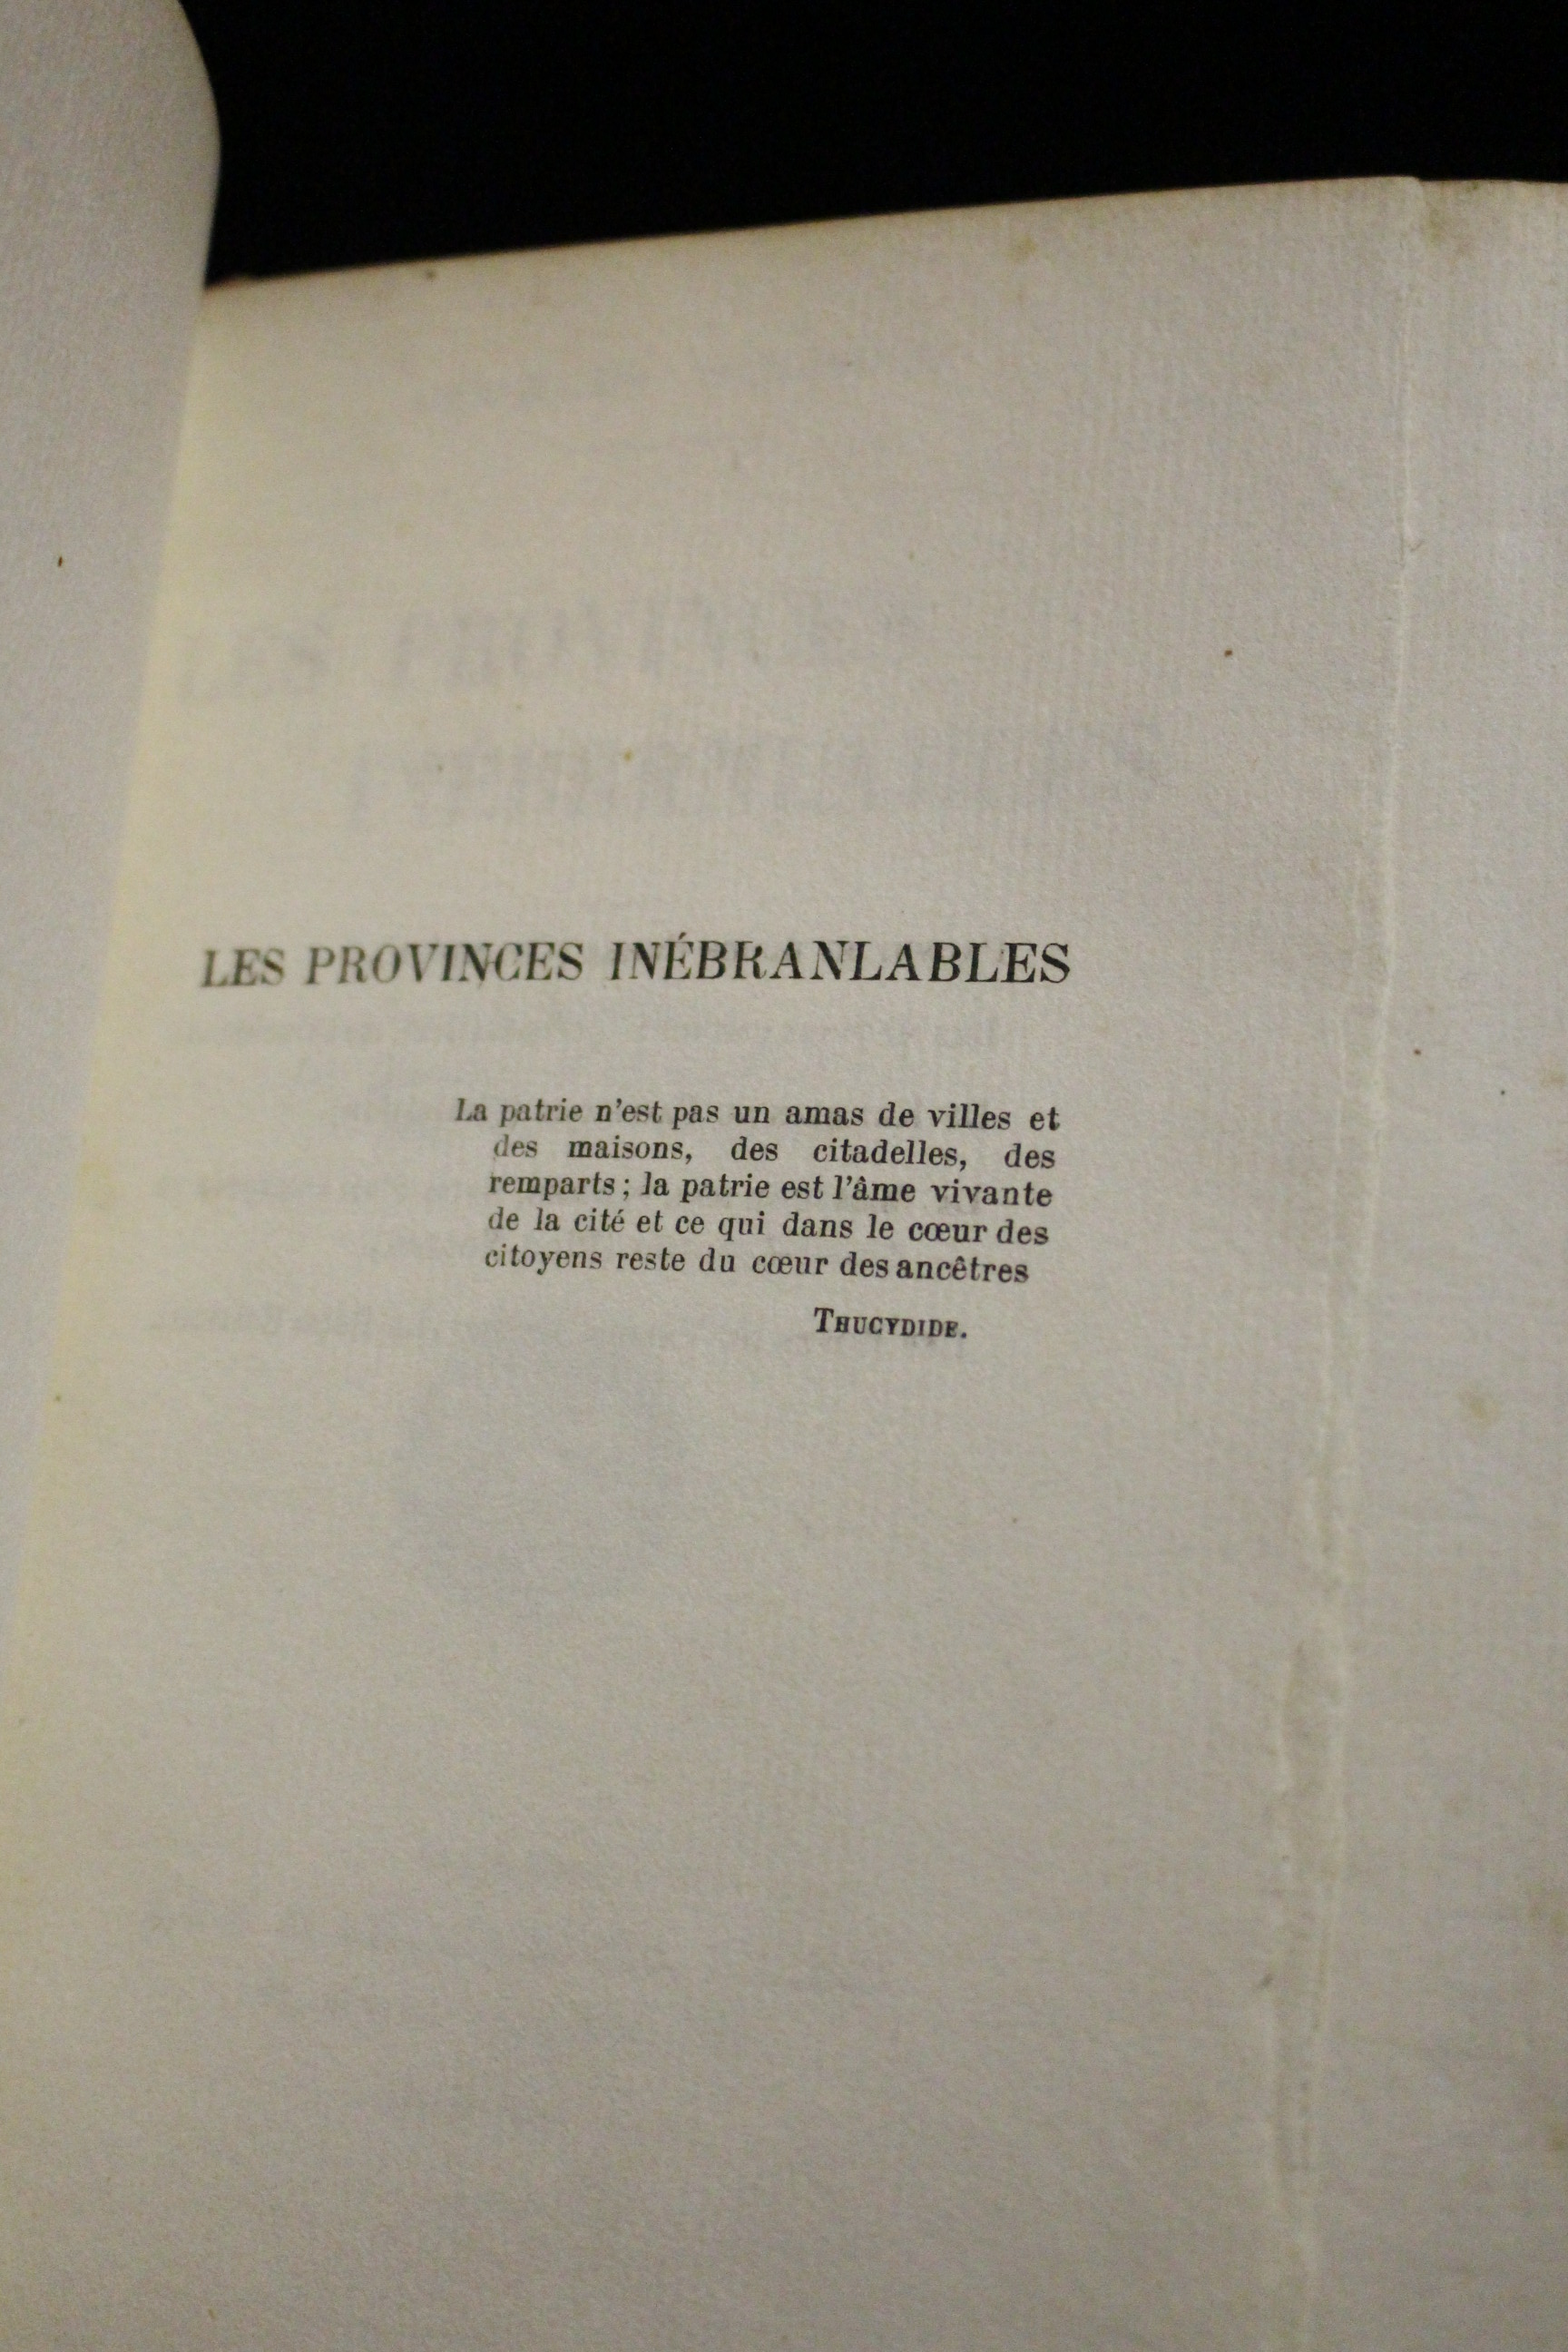 LES PROVINCES INÉBRANLABLES
La patrie n'est pas un amas de villes et
des maisons, des citadelles, des
remparts ; la patrie est l'âme vivante
de la cité et ce qui dans le cœur des
citoyens reste du cœur des ancêtres
THUCYDIDE.